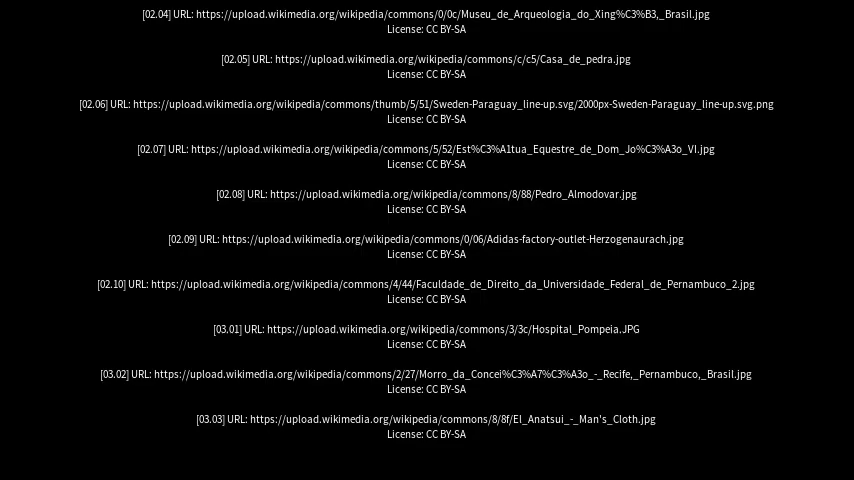 [02.04] URL: https://upload.wikimedia.org/wikipedia/commons/0/0c/Museu_de_Arqueologia_do_Xing%C3%B3,_Brasil.jpg
License: CC BY-SA
[02.05] URL: https://upload.wikimedia.org/wikipedia/commons/c/c5/Casa_de_pedra.jpg
License: CC BY-SA
[02.06] URL: https://upload.wikimedia.org/wikipedia/commons/thumb/5/51/Sweden-Paraguay_line-up.svg/2000px-Sweden-Paraguay_line-up.svg.png
License: CC BY-SA
[02.07] URL: https://upload.wikimedia.org/wikipedia/commons/5/52/Est%C3%A1tua_Equestre_de_Dom_Jo%C3%A3o_VI.jpg
License: CC BY-SA
[02.08] URL: https://upload.wikimedia.org/wikipedia/commons/8/88/Pedro_Almodovar.jpg
License: CC BY-SA
[02.09] URL: https://upload.wikimedia.org/wikipedia/commons/0/06/Adidas-factory-outlet-Herzogenaurach.jpg
License: CC BY-SA
[02.10] URL: https://upload.wikimedia.org/wikipedia/commons/4/44/Faculdade_de_Direito_da_Universidade_Federal_de_Pernambuco_2.jpg
License: CC BY-SA
[03.01] URL: https://upload.wikimedia.org/wikipedia/commons/3/3c/Hospital_Pompeia.JPG
License: CC BY-SA
[03.02] URL: https://upload.wikimedia.org/wikipedia/commons/2/27/Morro_da_Concei%C3%A7%C3%A3o_-_Recife,_Pernambuco,_Brasil.jpg
License: CC BY-SA
[03.03] URL: https://upload.wikimedia.org/wikipedia/commons/8/8f/El_Anatsui_-_Man's_Cloth.jpg
License: CC BY-SA